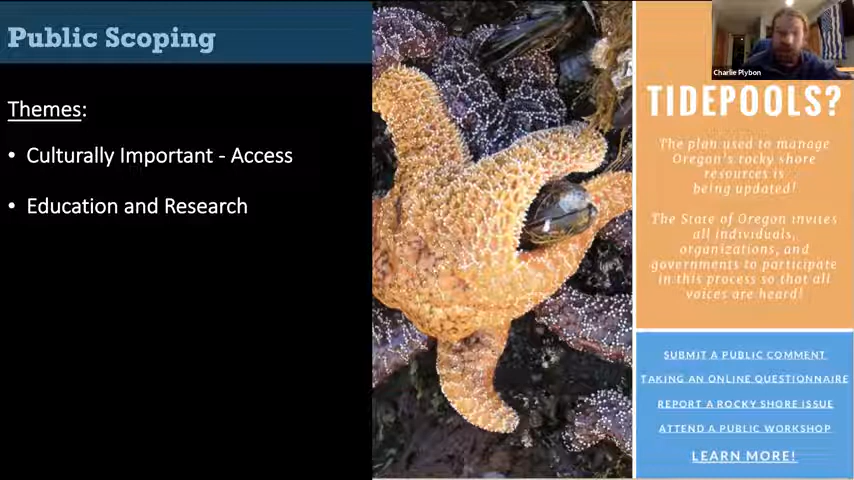 Public Scoping
Themes:
• Culturally Important - Access
• Education and Research
Charlie Plybon
TIDEPOOLS?
The plan used to manage
Oregon's rocky shore
resources is
being updated!
The State of Oregon invites
all individuals,
organizations, and
governments to participate
in this process so that all
voices are heard!
SUBMIT A PUBLIC COMMENT
TAKING AN ONLINE QUESTIONNAIRE
REPORT A ROCKY SHORE ISSUE
ATTEND A PUBLIC WORKSHOP
LEARN MORE!